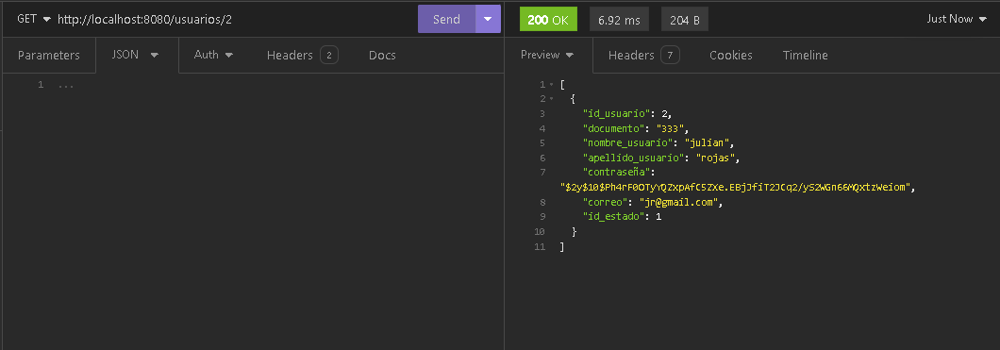 GET http://localhost:8080/usuarios/2 Send
200 OK 6.92 ms 204 B Just Now
Parameters JSON Auth Headers 2 Docs
Preview Headers 7 Cookies Timeline
1 ...
1 [
2 {
3 "id_usuario": 2,
4 "documento": "333",
5 "nombre_usuario": "julian",
6 "apellido_usuario": "rojas",
7 "contraseña":
"$2y$10$Ph4rF0OTyYQZxpAfC5ZXe.EBjJfiT2JCq2/yS2WGn66MQxtzWeiom",
8 "correo": "jr@gmail.com",
9 "id_estado": 1
10 }
11 ]